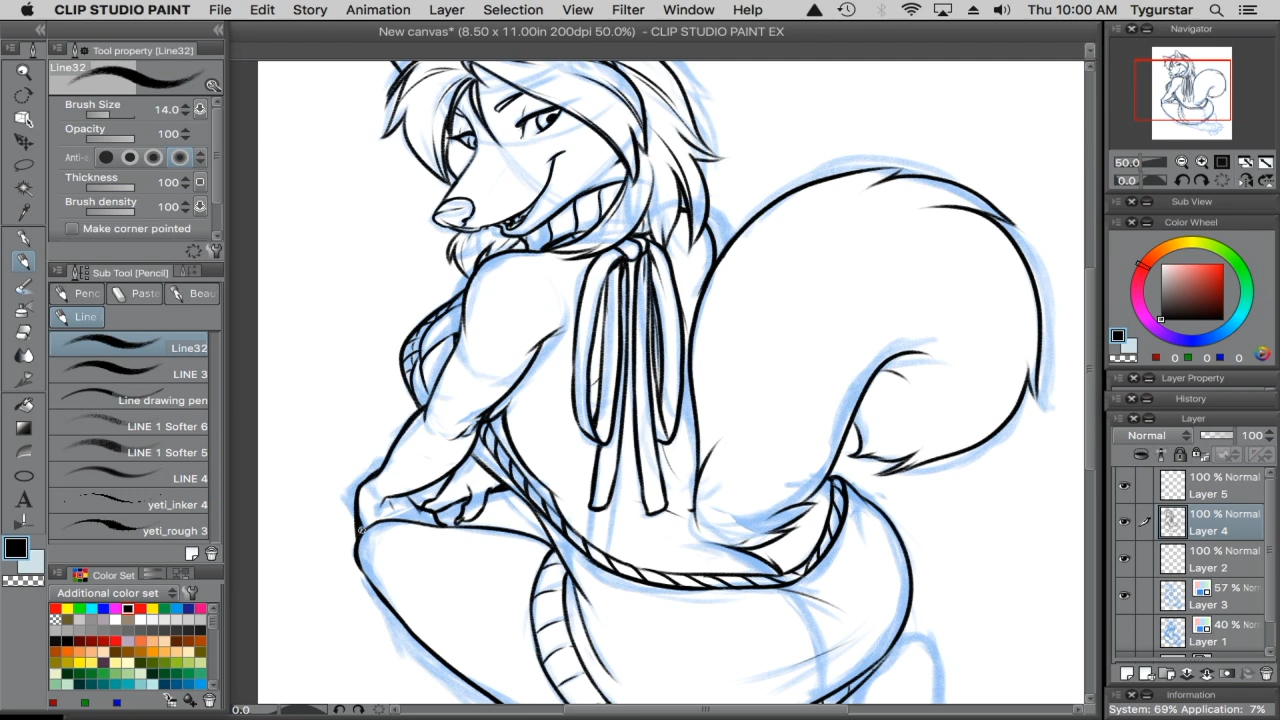 CLIP STUDIO PAINT File Edit Story Animation Layer Selection View Filter Window Help Thu 10:00 AM Tygurstar
New canvas* (8.50 x 11.00in 200dpi 50.0%) - CLIP STUDIO PAINT EX
Tool property [Line32]
Line32
Brush Size 14.0
Opacity 100
Anti-a
Thickness 100
Brush density 100
Make corner pointed
Sub Tool [Pencil]
Penc Paste Beau
Line
Line32
LINE 3
Line drawing pen
LINE 1 Softer 6
LINE 1 Softer 5
LINE 4
yeti_inker 4
yeti_rough 3
Color Set
Additional color set
0.0
Navigator
50.0
0.0
Sub View
Color Wheel
0 0 0
Layer Property
History
Layer
Normal 100
100 % Normal
Layer 5
100 % Normal
Layer 4
100 % Normal
Layer 2
57 % Nor
Layer 3
40 % Nor
Layer 1
Information
System: 69% Application: 7%